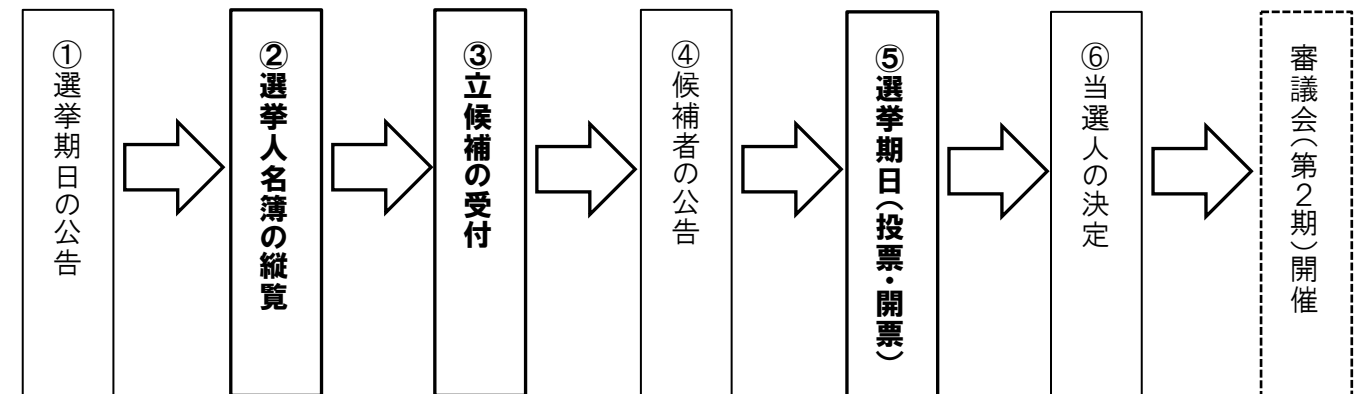 ①選挙期日の公告
②選挙人名簿の縦覧
③立候補の受付
④候補者の公告
⑤選挙期日(投票・開票)
⑥当選人の決定
審議会(第2期)開催